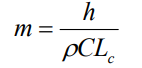 m = h / ρCL_c